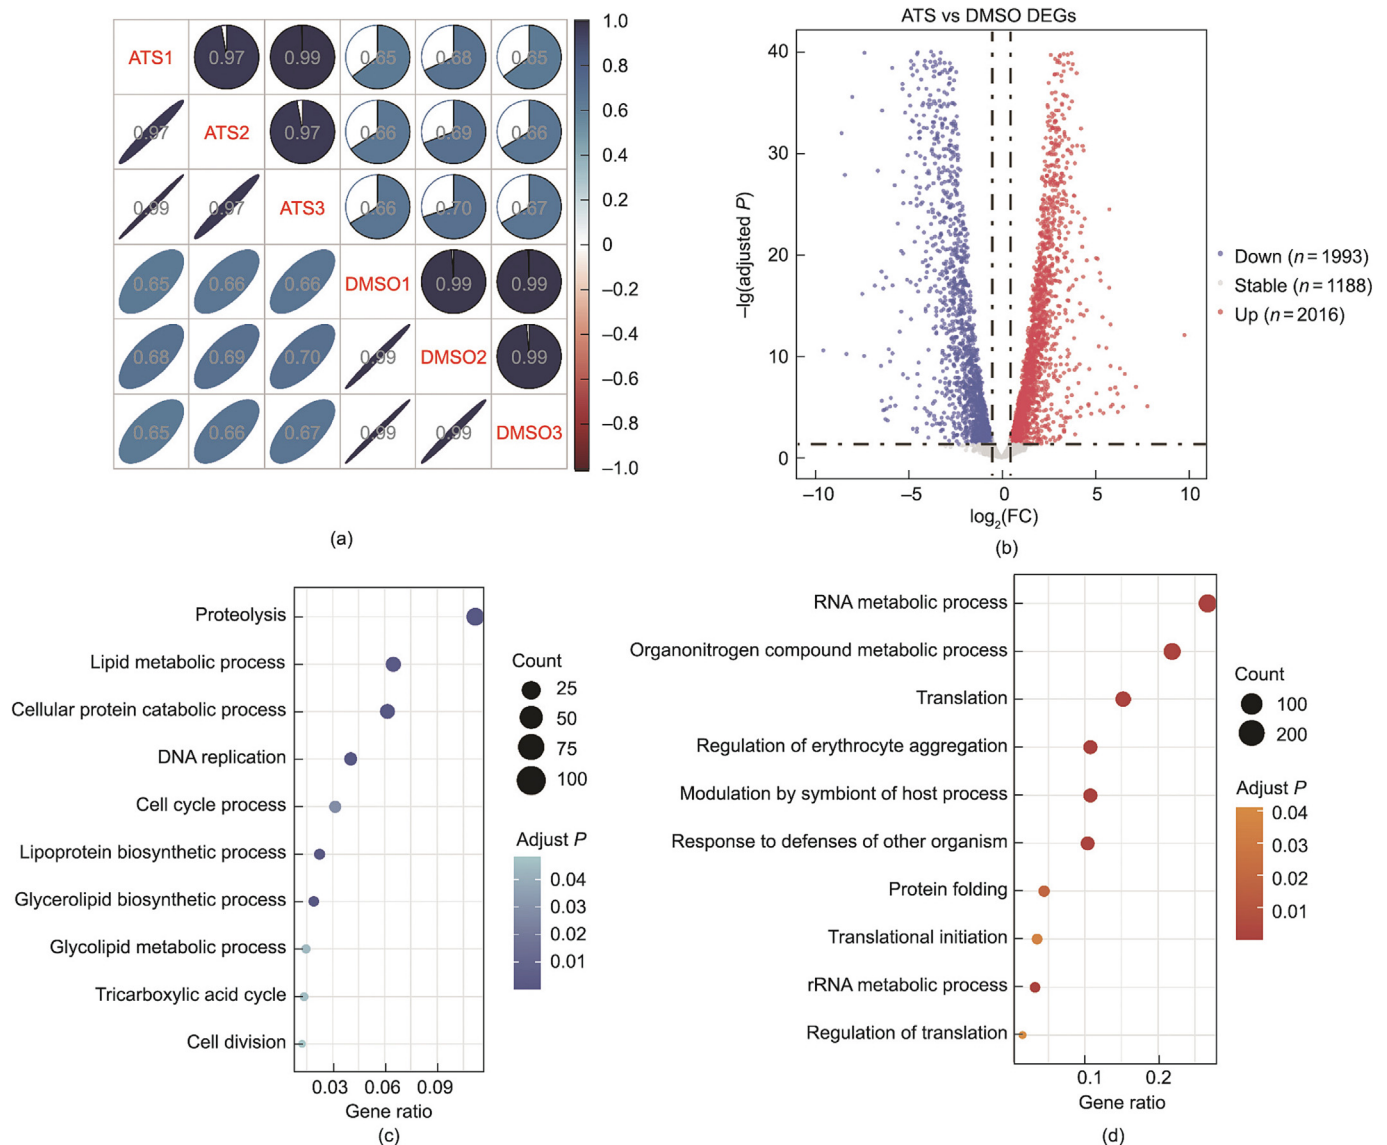 ATS1 0.97 0.99 0.65 0.68 0.65
0.97 ATS2 0.97 0.66 0.69 0.66
0.99 0.97 ATS3 0.66 0.70 0.67
0.65 0.66 0.66 DMSO1 0.99 0.99
0.68 0.69 0.70 0.99 DMSO2 0.99
0.65 0.66 0.67 0.99 0.99 DMSO3
1.0
0.8
0.6
0.4
0.2
0
−0.2
−0.4
−0.6
−0.8
−1.0
(a)
ATS vs DMSO DEGs
−lg(adjusted P)
40
30
20
10
0
−10 −5 0 5 10
log₂(FC)
Down (n = 1993)
Stable (n = 1188)
Up (n = 2016)
(b)
Proteolysis
Lipid metabolic process
Cellular protein catabolic process
DNA replication
Cell cycle process
Lipoprotein biosynthetic process
Glycerolipid biosynthetic process
Glycolipid metabolic process
Tricarboxylic acid cycle
Cell division
0.03 0.06 0.09
Gene ratio
Count
25
50
75
100
Adjust P
0.04
0.03
0.02
0.01
(c)
RNA metabolic process
Organonitrogen compound metabolic process
Translation
Regulation of erythrocyte aggregation
Modulation by symbiont of host process
Response to defenses of other organism
Protein folding
Translational initiation
rRNA metabolic process
Regulation of translation
0.1 0.2
Gene ratio
Count
100
200
Adjust P
0.04
0.03
0.02
0.01
(d)